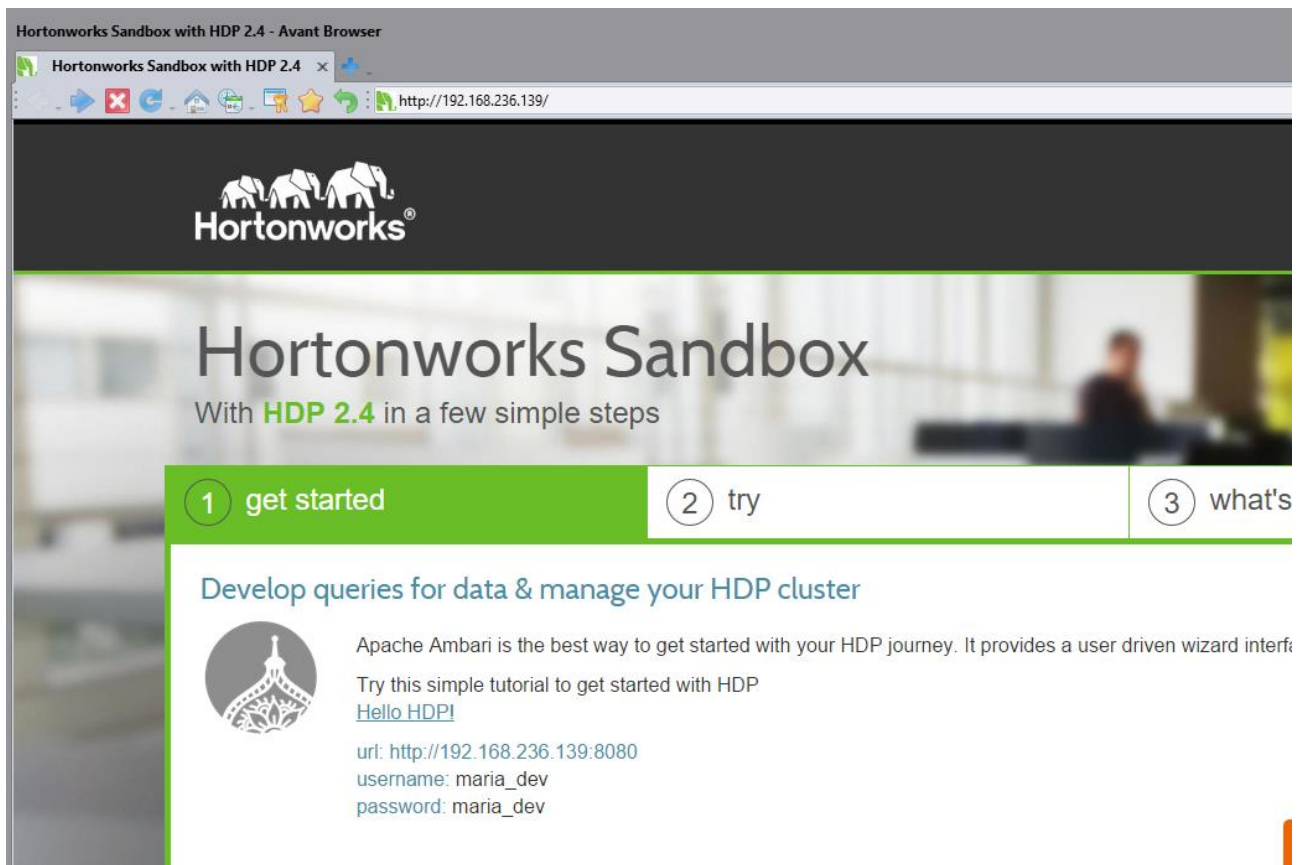 Hortonworks Sandbox with HDP 2.4 - Avant Browser
Hortonworks Sandbox with HDP 2.4
http://192.168.236.139/
Hortonworks®
Hortonworks Sandbox
With HDP 2.4 in a few simple steps
1 get started 2 try 3 what's
Develop queries for data & manage your HDP cluster
Apache Ambari is the best way to get started with your HDP journey. It provides a user driven wizard interfa
Try this simple tutorial to get started with HDP
Hello HDP!
url: http://192.168.236.139:8080
username: maria_dev
password: maria_dev